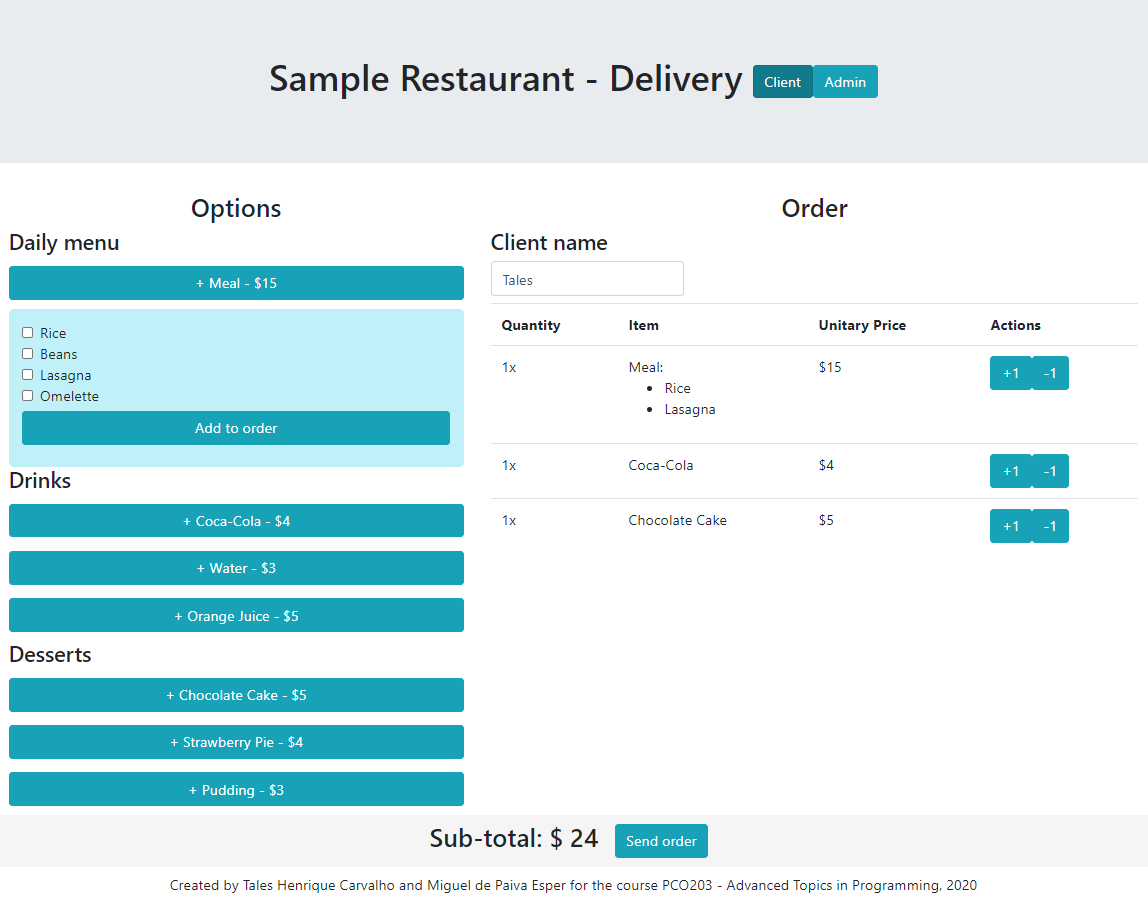 Sample Restaurant - Delivery Client Admin
Options
Daily menu
+ Meal - $15
Rice
Beans
Lasagna
Omelette
Add to order
Drinks
+ Coca-Cola - $4
+ Water - $3
+ Orange Juice - $5
Desserts
+ Chocolate Cake - $5
+ Strawberry Pie - $4
+ Pudding - $3
Order
Client name
Tales
Quantity Item Unitary Price Actions
1x Meal: $15 +1 -1
Rice
Lasagna
1x Coca-Cola $4 +1 -1
1x Chocolate Cake $5 +1 -1
Sub-total: $ 24 Send order
Created by Tales Henrique Carvalho and Miguel de Paiva Esper for the course PCO203 - Advanced Topics in Programming, 2020